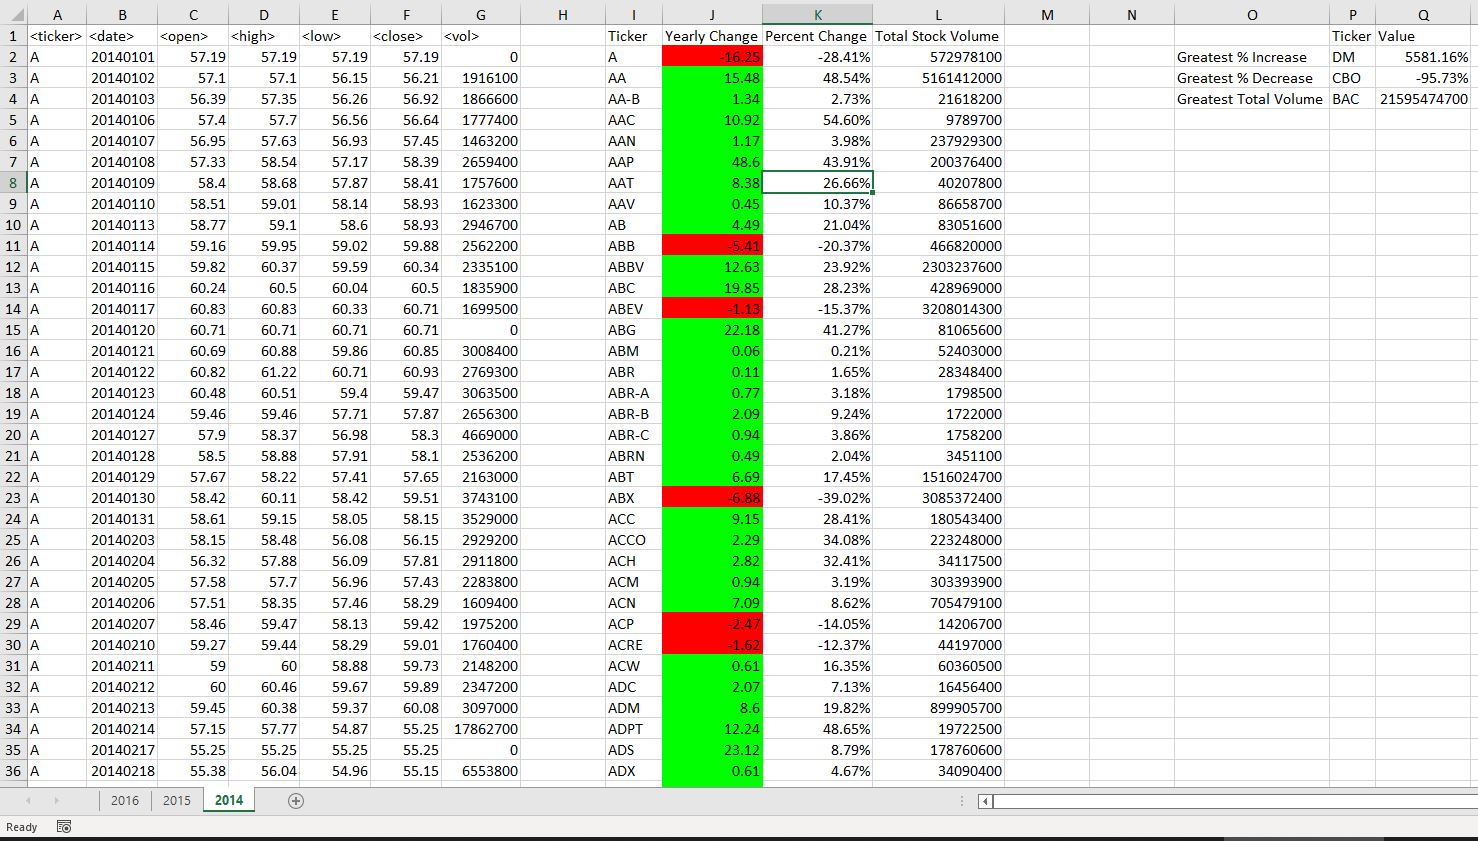 A B C D E F G H I J K L M N O P Q
1 <ticker> <date> <open> <high> <low> <close> <vol> Ticker Yearly Change Percent Change Total Stock Volume Ticker Value
2 A 20140101 57.19 57.19 57.19 57.19 0 A -16.25 -28.41% 572978100 Greatest % Increase DM 5581.16%
3 A 20140102 57.1 57.1 56.15 56.21 1916100 AA 15.48 48.54% 5161412000 Greatest % Decrease CBO -95.73%
4 A 20140103 56.39 57.35 56.26 56.92 1866600 AA-B 1.34 2.73% 21618200 Greatest Total Volume BAC 21595474700
5 A 20140106 57.4 57.7 56.56 56.64 1777400 AAC 10.92 54.60% 9789700
6 A 20140107 56.95 57.63 56.93 57.45 1463200 AAN 1.17 3.98% 237929300
7 A 20140108 57.33 58.54 57.17 58.39 2659400 AAP 48.6 43.91% 200376400
8 A 20140109 58.4 58.68 57.87 58.41 1757600 AAT 8.38 26.66% 40207800
9 A 20140110 58.51 59.01 58.14 58.93 1623300 AAV 0.45 10.37% 86658700
10 A 20140113 58.77 59.1 58.6 58.93 2946700 AB 4.49 21.04% 83051600
11 A 20140114 59.16 59.95 59.02 59.88 2562200 ABB -5.41 -20.37% 466820000
12 A 20140115 59.82 60.37 59.59 60.34 2335100 ABBV 12.63 23.92% 2303237600
13 A 20140116 60.24 60.5 60.04 60.5 1835900 ABC 19.85 28.23% 428969000
14 A 20140117 60.83 60.83 60.33 60.71 1699500 ABEV -1.13 -15.37% 3208014300
15 A 20140120 60.71 60.71 60.71 60.71 0 ABG 22.18 41.27% 81065600
16 A 20140121 60.69 60.88 59.86 60.85 3008400 ABM 0.06 0.21% 52403000
17 A 20140122 60.82 61.22 60.71 60.93 2769300 ABR 0.11 1.65% 28348400
18 A 20140123 60.48 60.51 59.4 59.47 3063500 ABR-A 0.77 3.18% 1798500
19 A 20140124 59.46 59.46 57.71 57.87 2656300 ABR-B 2.09 9.24% 1722000
20 A 20140127 57.9 58.37 56.98 58.3 4669000 ABR-C 0.94 3.86% 1758200
21 A 20140128 58.5 58.88 57.91 58.1 2536200 ABRN 0.49 2.04% 3451100
22 A 20140129 57.67 58.22 57.41 57.65 2163000 ABT 6.69 17.45% 1516024700
23 A 20140130 58.42 60.11 58.42 59.51 3743100 ABX -6.88 -39.02% 3085372400
24 A 20140131 58.61 59.15 58.05 58.15 3529000 ACC 9.15 28.41% 180543400
25 A 20140203 58.15 58.48 56.08 56.15 2929200 ACCO 2.29 34.08% 223248000
26 A 20140204 56.32 57.88 56.09 57.81 2911800 ACH 2.82 32.41% 34117500
27 A 20140205 57.58 57.7 56.96 57.43 2283800 ACM 0.94 3.19% 303393900
28 A 20140206 57.51 58.35 57.46 58.29 1609400 ACN 7.09 8.62% 705479100
29 A 20140207 58.46 59.47 58.13 59.42 1975200 ACP -2.47 -14.05% 14206700
30 A 20140210 59.27 59.44 58.29 59.01 1760400 ACRE -1.62 -12.37% 44197000
31 A 20140211 59 60 58.88 59.73 2148200 ACW 0.61 16.35% 60360500
32 A 20140212 60 60.46 59.67 59.89 2347200 ADC 2.07 7.13% 16456400
33 A 20140213 59.45 60.38 59.37 60.08 3097000 ADM 8.6 19.82% 899905700
34 A 20140214 57.15 57.77 54.87 55.25 17862700 ADPT 12.24 48.65% 19722500
35 A 20140217 55.25 55.25 55.25 55.25 0 ADS 23.12 8.79% 178760600
36 A 20140218 55.38 56.04 54.96 55.15 6553800 ADX 0.61 4.67% 34090400
2016 2015 2014
Ready